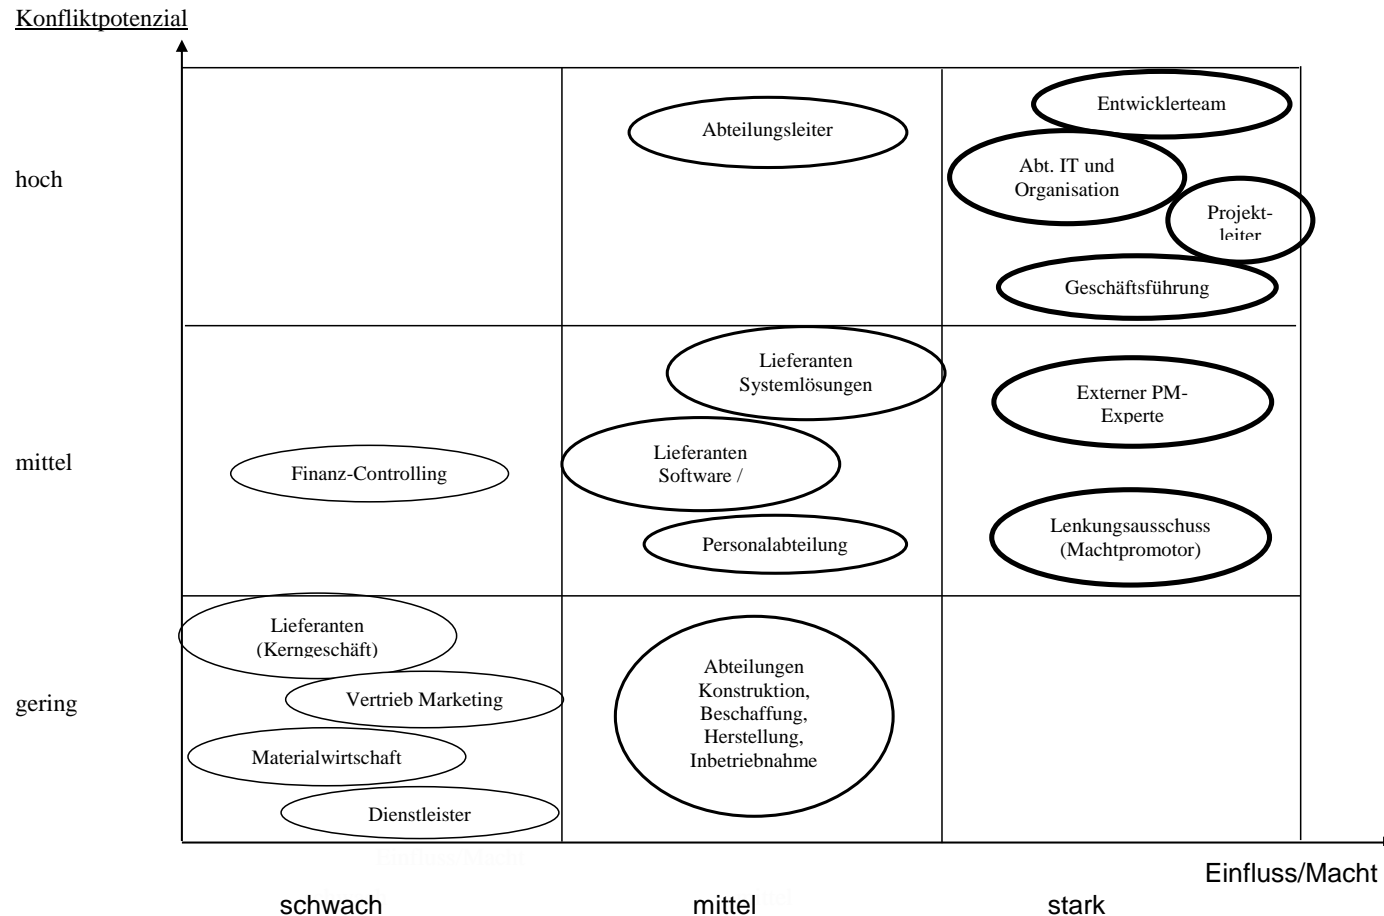 Konfliktpotenzial
Entwicklerteam
Abteilungsleiter
hoch
Abt. IT und
Organisation
Projekt-
leiter
Geschäftsführung
Lieferanten
Systemlösungen
Externer PM-
Experte
mittel
Finanz-Controlling
Lieferanten
Software /
Personalabteilung
Lenkungsausschuss
(Machtpromotor)
gering
Lieferanten
(Kerngeschäft)
Vertrieb Marketing
Materialwirtschaft
Dienstleister
Abteilungen
Konstruktion,
Beschaffung,
Herstellung,
Inbetriebnahme
Einfluss/Macht
schwach
mittel
stark